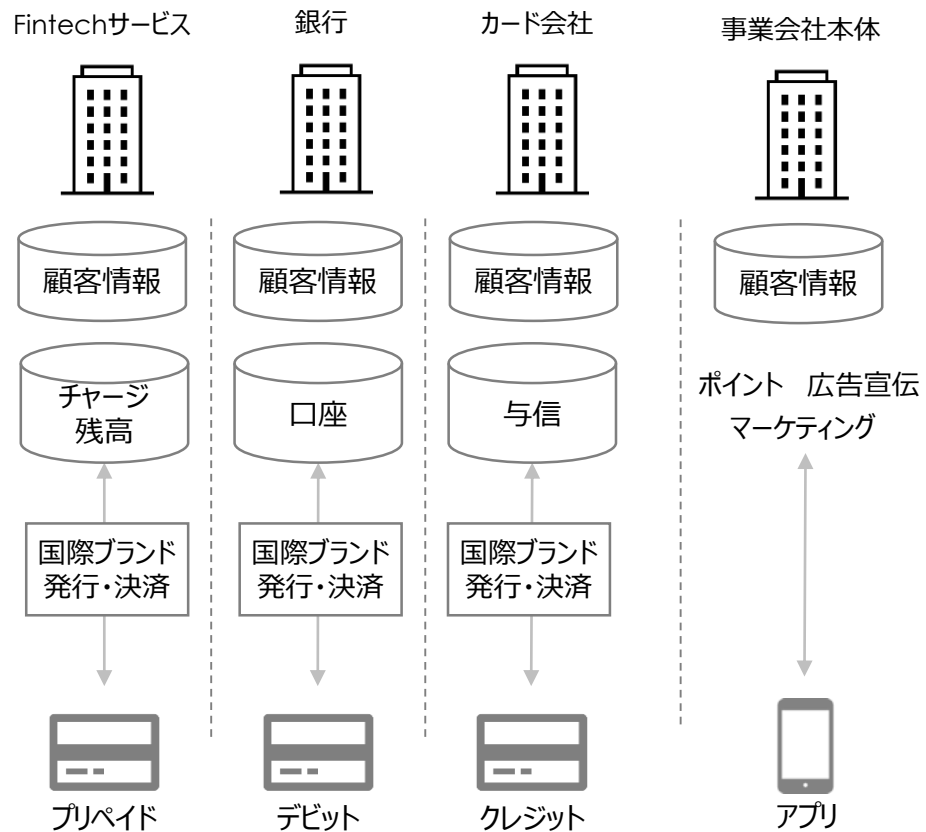 Fintechサービス
銀行
カード会社
事業会社本体
顧客情報
顧客情報
顧客情報
顧客情報
チャージ
残高
口座
与信
ポイント　広告宣伝
マーケティング
国際ブランド
発行・決済
国際ブランド
発行・決済
国際ブランド
発行・決済
プリペイド
デビット
クレジット
アプリ